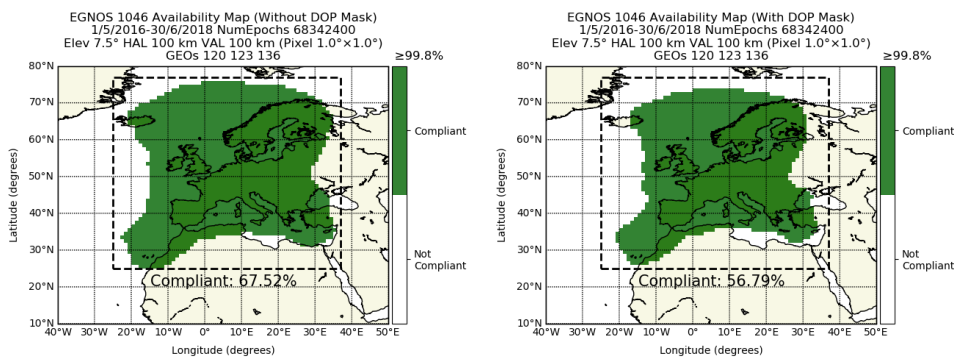 EGNOS 1046 Availability Map (Without DOP Mask)
1/5/2016-30/6/2018 NumEpochs 68342400
Elev 7.5° HAL 100 km VAL 100 km (Pixel 1.0°×1.0°)
GEOs 120 123 136
≥99.8%
80°N
70°N
60°N
50°N
40°N
30°N
20°N
10°N
Latitude (degrees)
Compliant
Not
Compliant
Compliant: 67.52%
40°W 30°W 20°W 10°W 0° 10°E 20°E 30°E 40°E 50°E
Longitude (degrees)
EGNOS 1046 Availability Map (With DOP Mask)
1/5/2016-30/6/2018 NumEpochs 68342400
Elev 7.5° HAL 100 km VAL 100 km (Pixel 1.0°×1.0°)
GEOs 120 123 136
≥99.8%
80°N
70°N
60°N
50°N
40°N
30°N
20°N
10°N
Latitude (degrees)
Compliant
Not
Compliant
Compliant: 56.79%
40°W 30°W 20°W 10°W 0° 10°E 20°E 30°E 40°E 50°E
Longitude (degrees)